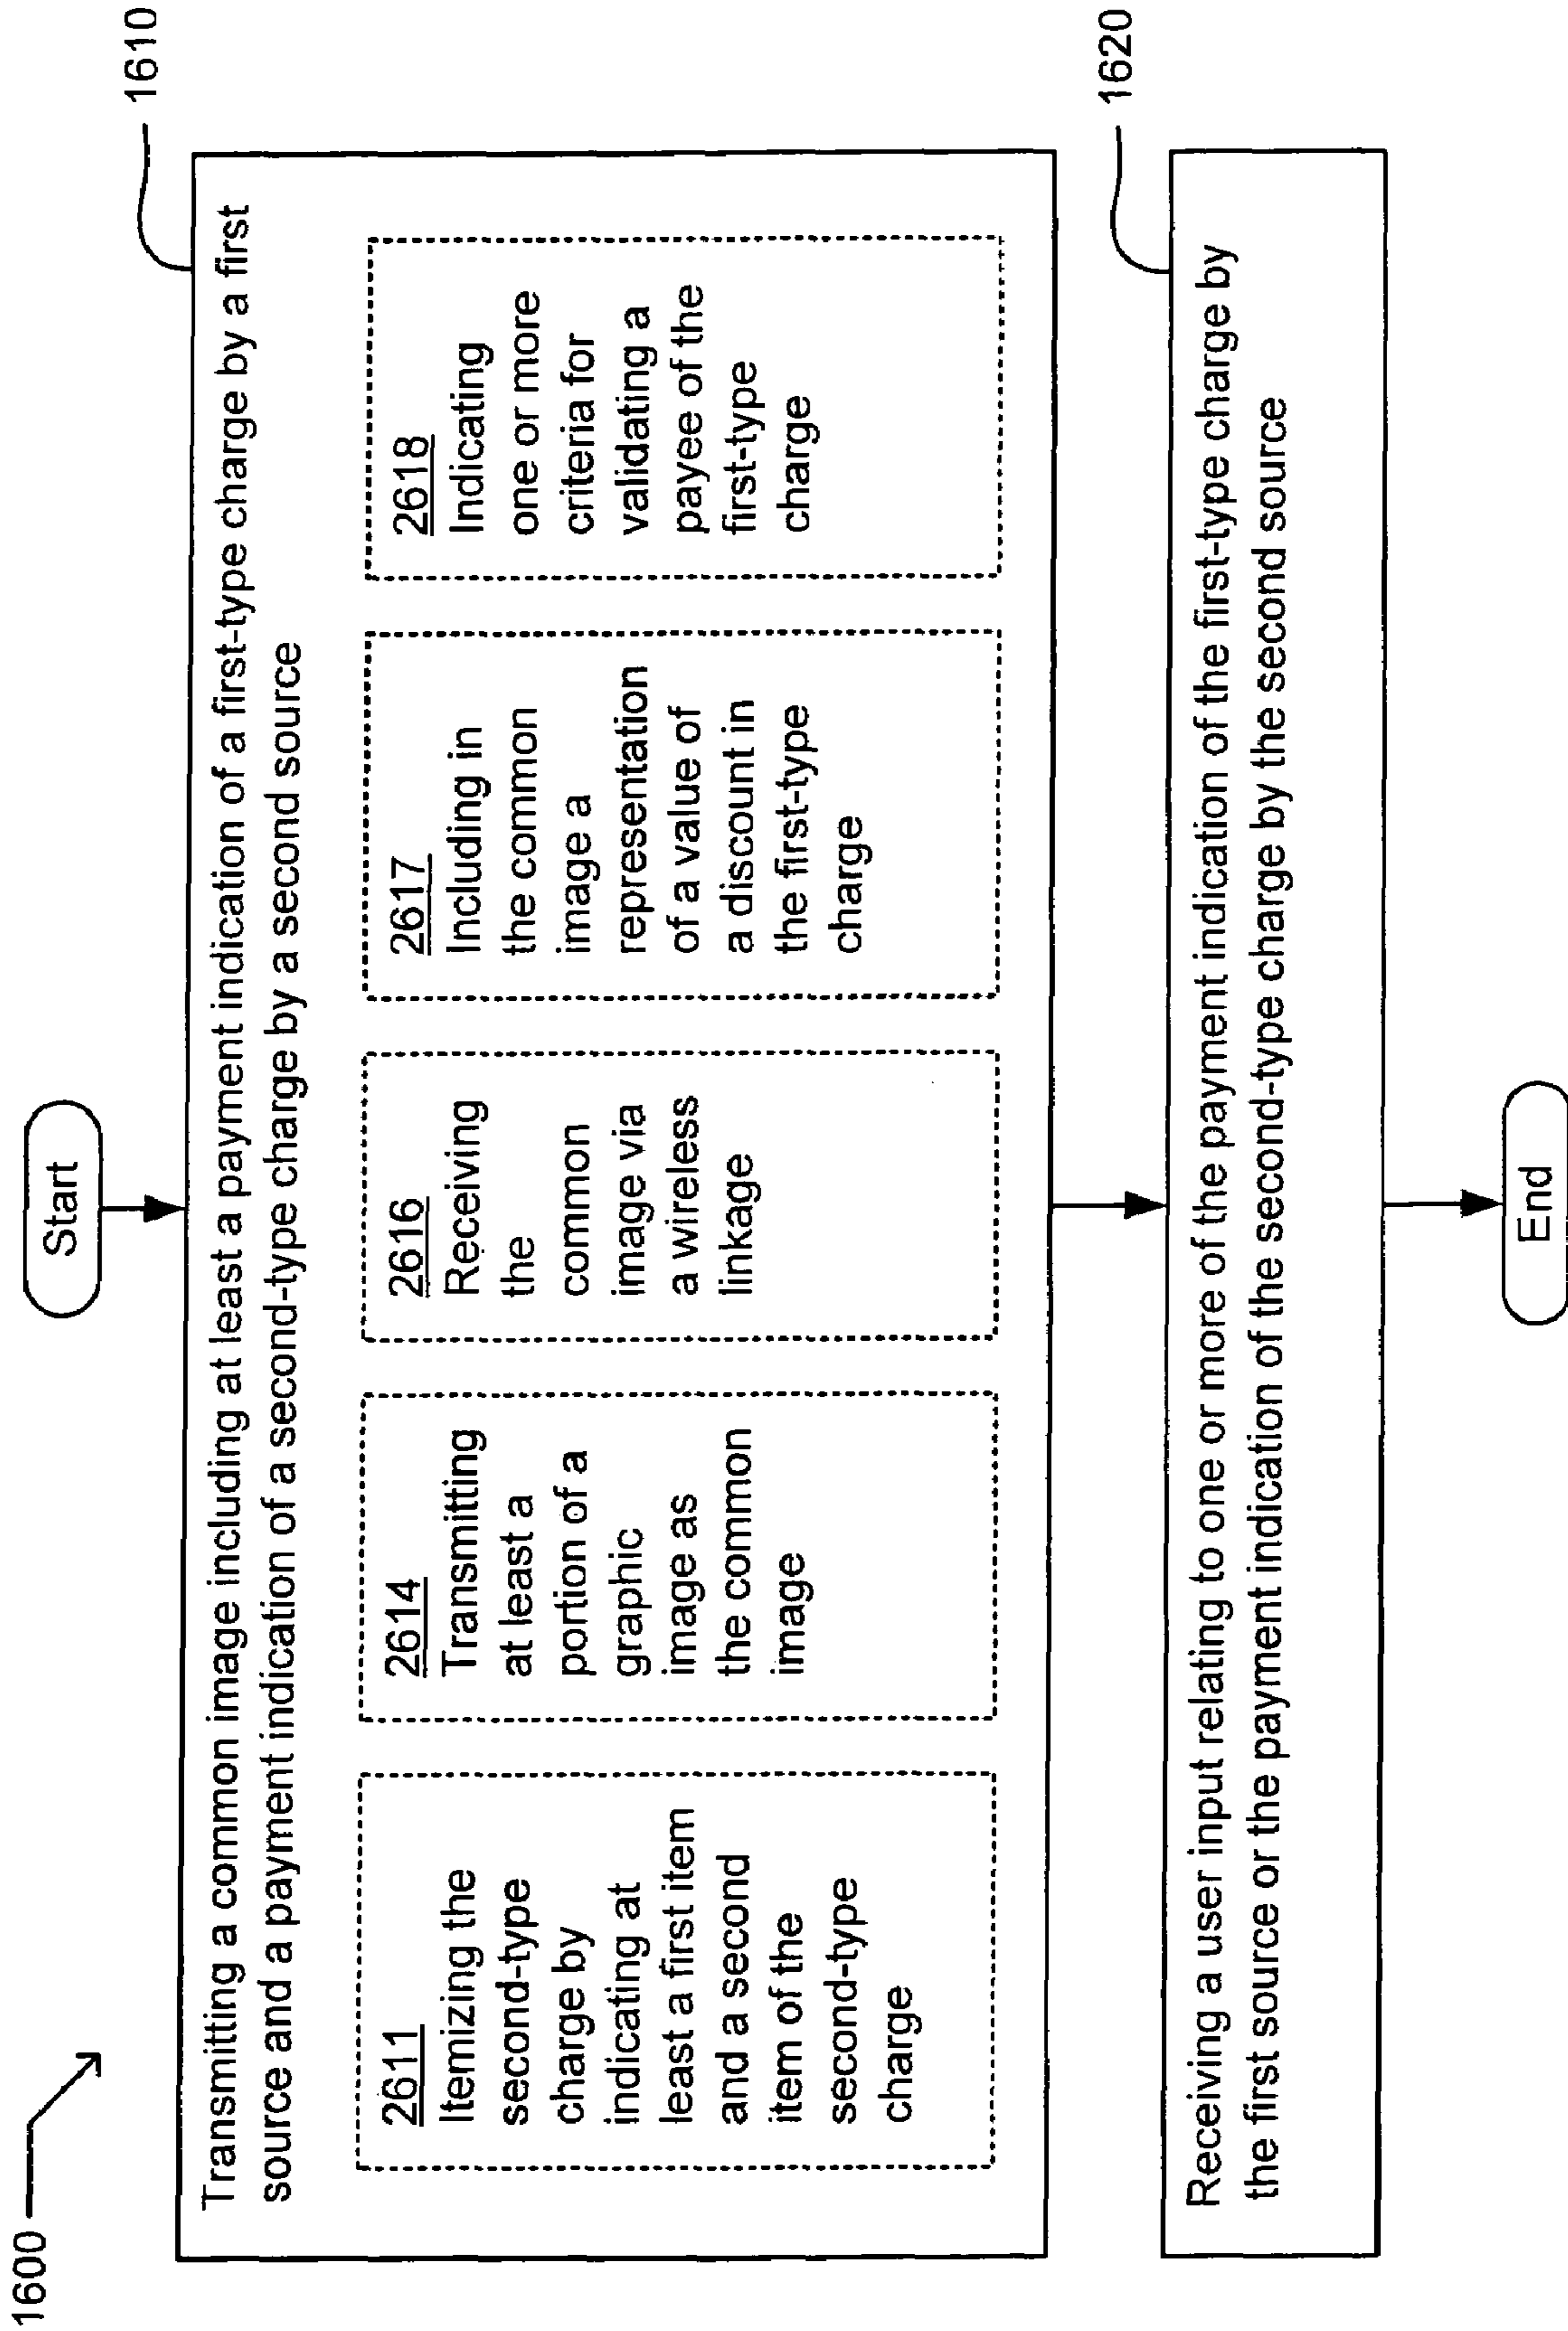 1600
Start
1610
Transmitting a common image including at least a payment indication of a first-type charge by a first
source and a payment indication of a second-type charge by a second source
2611
Itemizing the
second-type
charge by
indicating at
least a first item
and a second
item of the
second-type
charge
2614
Transmitting
at least a
portion of a
graphic
image as
the common
image
2616
Receiving
the
common
image via
a wireless
linkage
2617
Including in
the common
image a
representation
of a value of
a discount in
the first-type
charge
2618
Indicating
one or more
criteria for
validating a
payee of the
first-type
charge
1620
Receiving a user input relating to one or more of the payment indication of the first-type charge by
the first source or the payment indication of the second-type charge by the second source
End